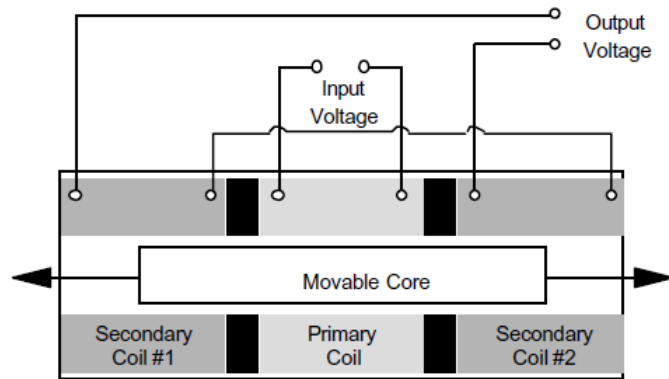 Output
Voltage
Input
Voltage
Movable Core
Secondary
Coil #1
Primary
Coil
Secondary
Coil #2